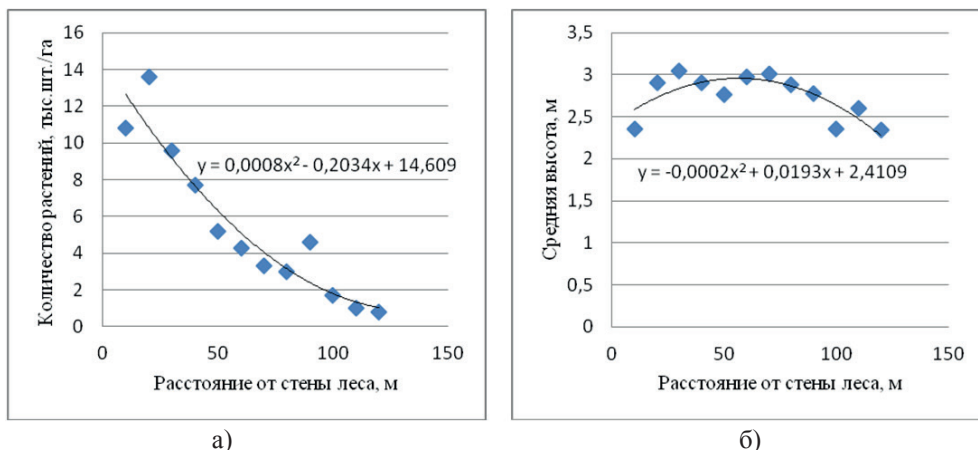 Количество растений, тыс.шт./га
16
14
12
10
8
6
4
2
0
y = 0,0008x² - 0,2034x + 14,609
0 50 100 150
Расстояние от стены леса, м
а)
Средняя высота, м
3,5
3
2,5
2
1,5
1
0,5
0
y = -0,0002x² + 0,0193x + 2,4109
0 50 100 150
Расстояние от стены леса, м
б)